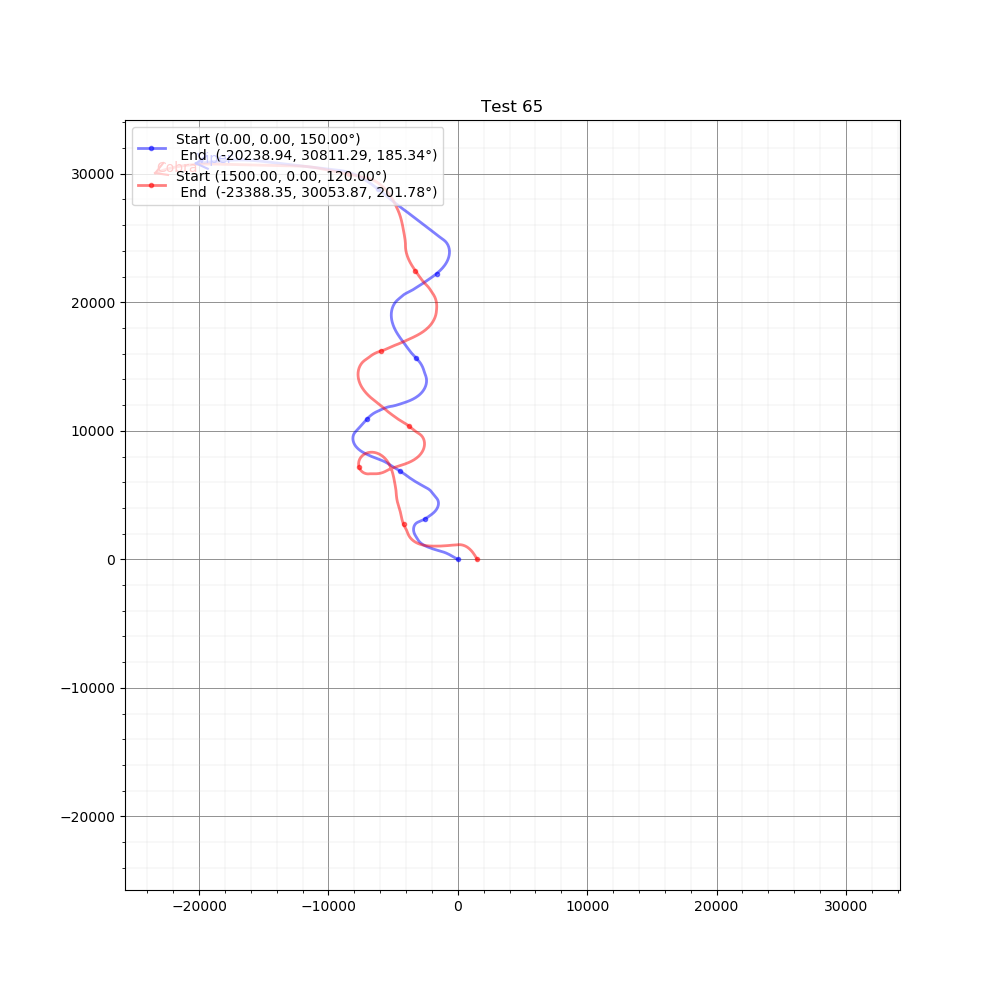 Test 65
Start (0.00, 0.00, 150.00°)
End (-20238.94, 30811.29, 185.34°)
Start (1500.00, 0.00, 120.00°)
End (-23388.35, 30053.87, 201.78°)
Zebra
30000
20000
10000
0
−10000
−20000
−20000 −10000 0 10000 20000 30000